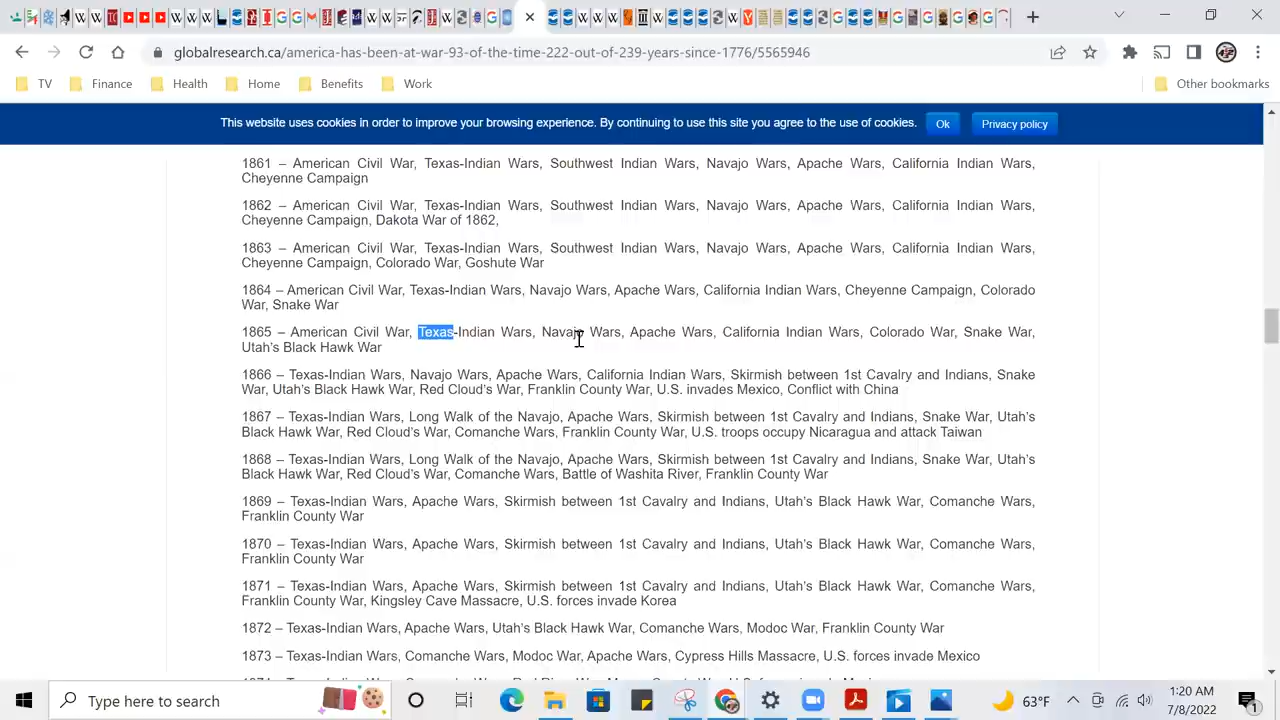 globalresearch.ca/america-has-been-at-war-93-of-the-time-222-out-of-239-years-since-1776/5565946
TV Finance Health Home Benefits Work Other bookmarks
This website uses cookies in order to improve your browsing experience. By continuing to use this site you agree to the use of cookies. Ok Privacy policy
1861 – American Civil War, Texas-Indian Wars, Southwest Indian Wars, Navajo Wars, Apache Wars, California Indian Wars,
Cheyenne Campaign
1862 – American Civil War, Texas-Indian Wars, Southwest Indian Wars, Navajo Wars, Apache Wars, California Indian Wars,
Cheyenne Campaign, Dakota War of 1862,
1863 – American Civil War, Texas-Indian Wars, Southwest Indian Wars, Navajo Wars, Apache Wars, California Indian Wars,
Cheyenne Campaign, Colorado War, Goshute War
1864 – American Civil War, Texas-Indian Wars, Navajo Wars, Apache Wars, California Indian Wars, Cheyenne Campaign, Colorado
War, Snake War
1865 – American Civil War, Texas-Indian Wars, Navajo Wars, Apache Wars, California Indian Wars, Colorado War, Snake War,
Utah's Black Hawk War
1866 – Texas-Indian Wars, Navajo Wars, Apache Wars, California Indian Wars, Skirmish between 1st Cavalry and Indians, Snake
War, Utah's Black Hawk War, Red Cloud's War, Franklin County War, U.S. invades Mexico, Conflict with China
1867 – Texas-Indian Wars, Long Walk of the Navajo, Apache Wars, Skirmish between 1st Cavalry and Indians, Snake War, Utah's
Black Hawk War, Red Cloud's War, Comanche Wars, Franklin County War, U.S. troops occupy Nicaragua and attack Taiwan
1868 – Texas-Indian Wars, Long Walk of the Navajo, Apache Wars, Skirmish between 1st Cavalry and Indians, Snake War, Utah's
Black Hawk War, Red Cloud's War, Comanche Wars, Battle of Washita River, Franklin County War
1869 – Texas-Indian Wars, Apache Wars, Skirmish between 1st Cavalry and Indians, Utah's Black Hawk War, Comanche Wars,
Franklin County War
1870 – Texas-Indian Wars, Apache Wars, Skirmish between 1st Cavalry and Indians, Utah's Black Hawk War, Comanche Wars,
Franklin County War
1871 – Texas-Indian Wars, Apache Wars, Skirmish between 1st Cavalry and Indians, Utah's Black Hawk War, Comanche Wars,
Franklin County War, Kingsley Cave Massacre, U.S. forces invade Korea
1872 – Texas-Indian Wars, Apache Wars, Utah's Black Hawk War, Comanche Wars, Modoc War, Franklin County War
1873 – Texas-Indian Wars, Comanche Wars, Modoc War, Apache Wars, Cypress Hills Massacre, U.S. forces invade Mexico
Type here to search
63°F
1:20 AM
7/8/2022